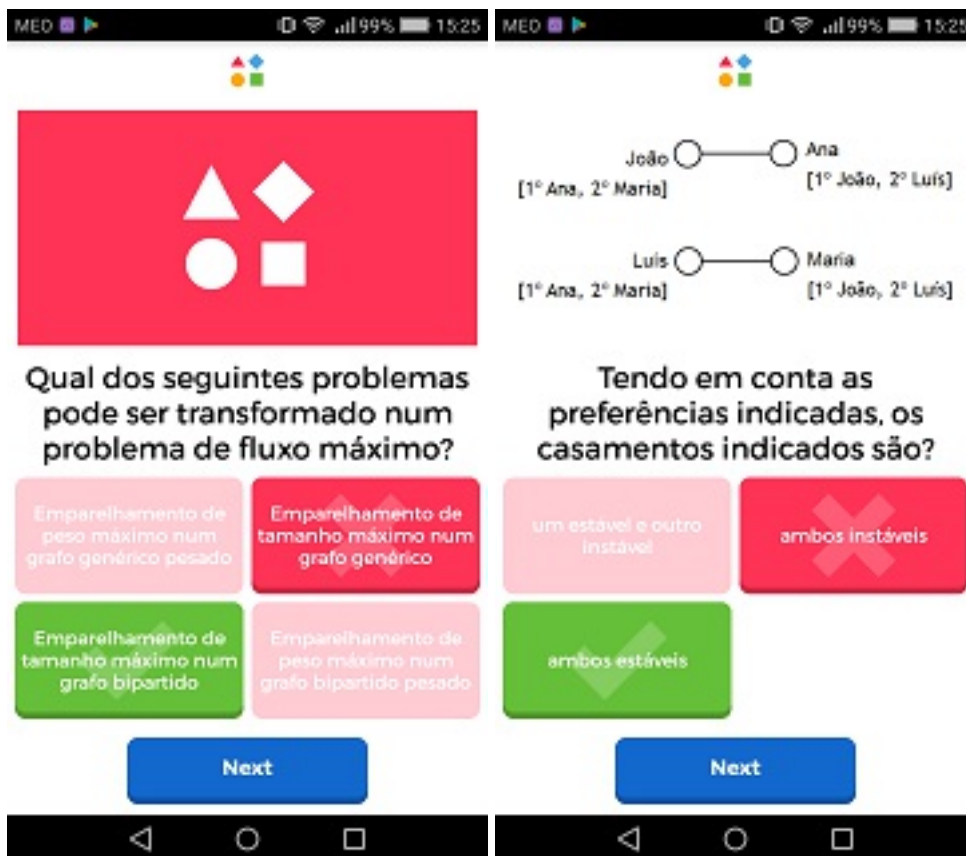 MED 99% 15:25
Qual dos seguintes problemas
pode ser transformado num
problema de fluxo máximo?
Emparelhamento de
peso máximo num
grafo genérico pesado
Emparelhamento de
tamanho máximo num
grafo genérico
Emparelhamento de
tamanho máximo num
grafo bipartido
Emparelhamento de
peso máximo num
grafo bipartido pesado
Next
MED 99% 15:25
João Ana
[1º Ana, 2º Maria] [1º João, 2º Luís]
Luís Maria
[1º Ana, 2º Maria] [1º João, 2º Luís]
Tendo em conta as
preferências indicadas, os
casamentos indicados são?
um estável e outro
instável
ambos instáveis
ambos estáveis
Next